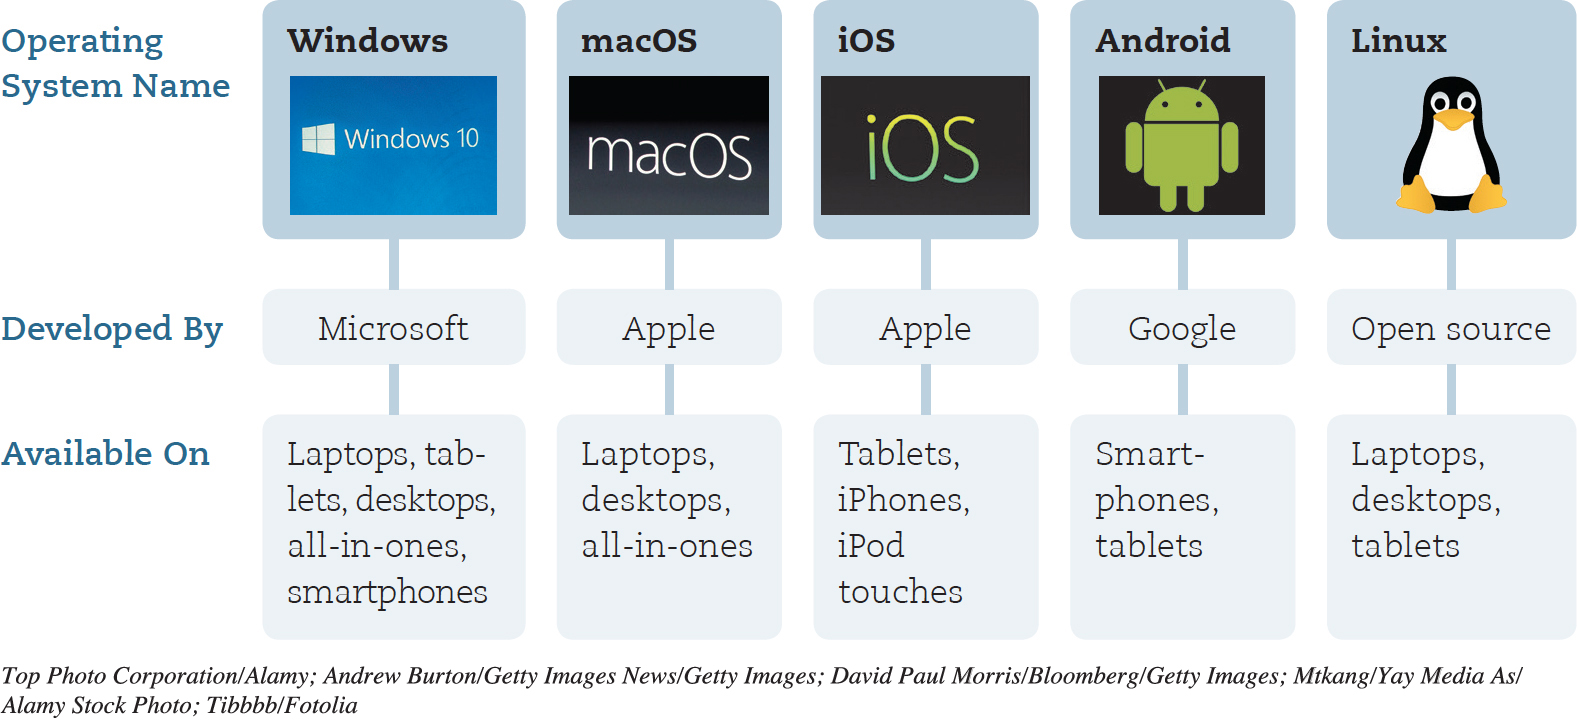 Operating
System Name
Windows
Windows 10
macOS
macOS
iOS
iOS
Android
Linux
Developed By
Microsoft
Apple
Apple
Google
Open source
Available On
Laptops, tab-
lets, desktops,
all-in-ones,
smartphones
Laptops,
desktops,
all-in-ones
Tablets,
iPhones,
iPod
touches
Smart-
phones,
tablets
Laptops,
desktops,
tablets
Top Photo Corporation/Alamy; Andrew Burton/Getty Images News/Getty Images; David Paul Morris/Bloomberg/Getty Images; Mtkang/Yay Media As/
Alamy Stock Photo; Tibbbb/Fotolia